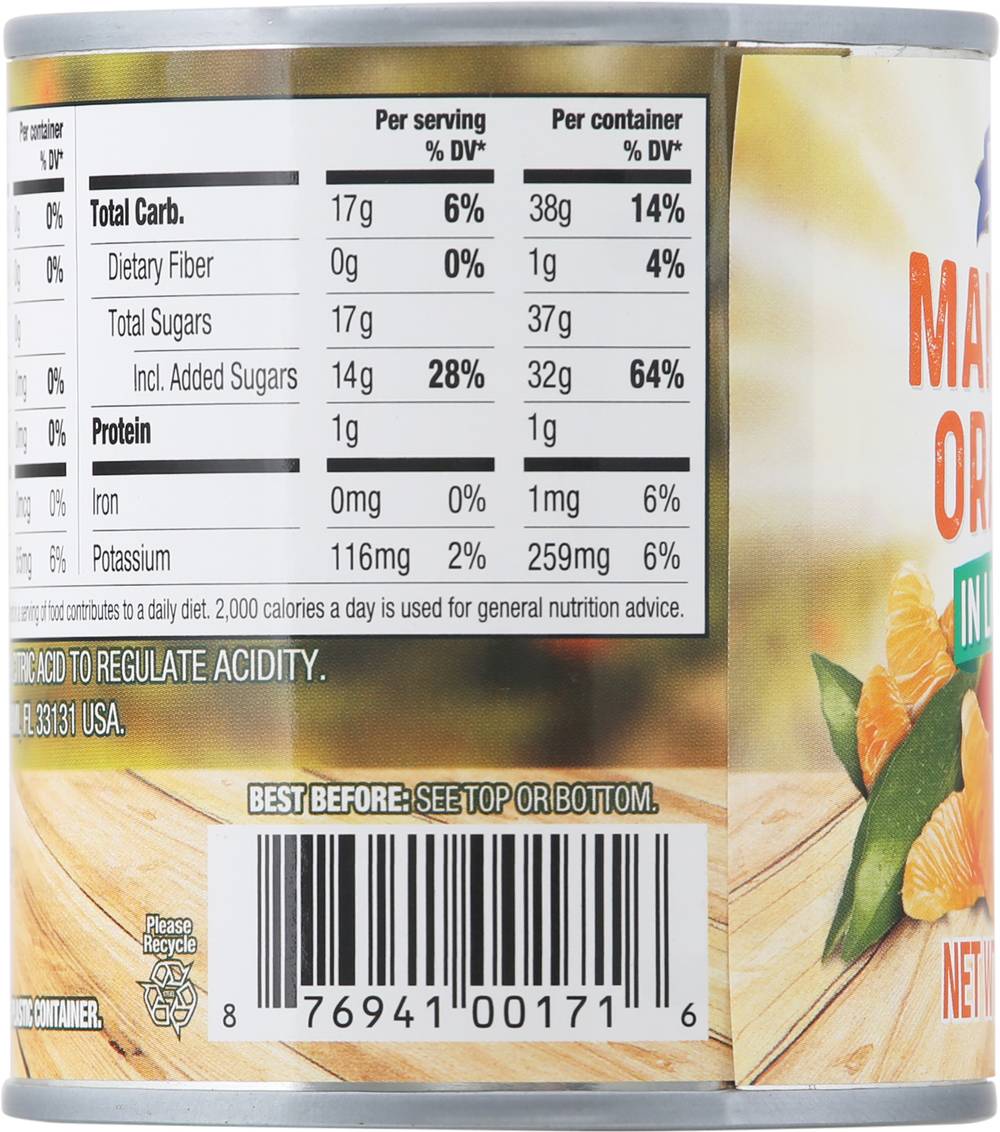 Per container
% DV*
0%
0%
0%
0%
0%
6%
Per serving Per container
% DV* % DV*
Total Carb. 17g 6% 38g 14%
Dietary Fiber 0g 0% 1g 4%
Total Sugars 17g 37g
Incl. Added Sugars 14g 28% 32g 64%
Protein 1g 1g
Iron 0mg 0% 1mg 6%
Potassium 116mg 2% 259mg 6%
serving of food contributes to a daily diet. 2,000 calories a day is used for general nutrition advice.
ACID TO REGULATE ACIDITY.
FL 33131 USA.
BEST BEFORE: SEE TOP OR BOTTOM.
Please
Recycle
CONTAINER.
8 76941 00171 6
MA
OR
IN L
NET